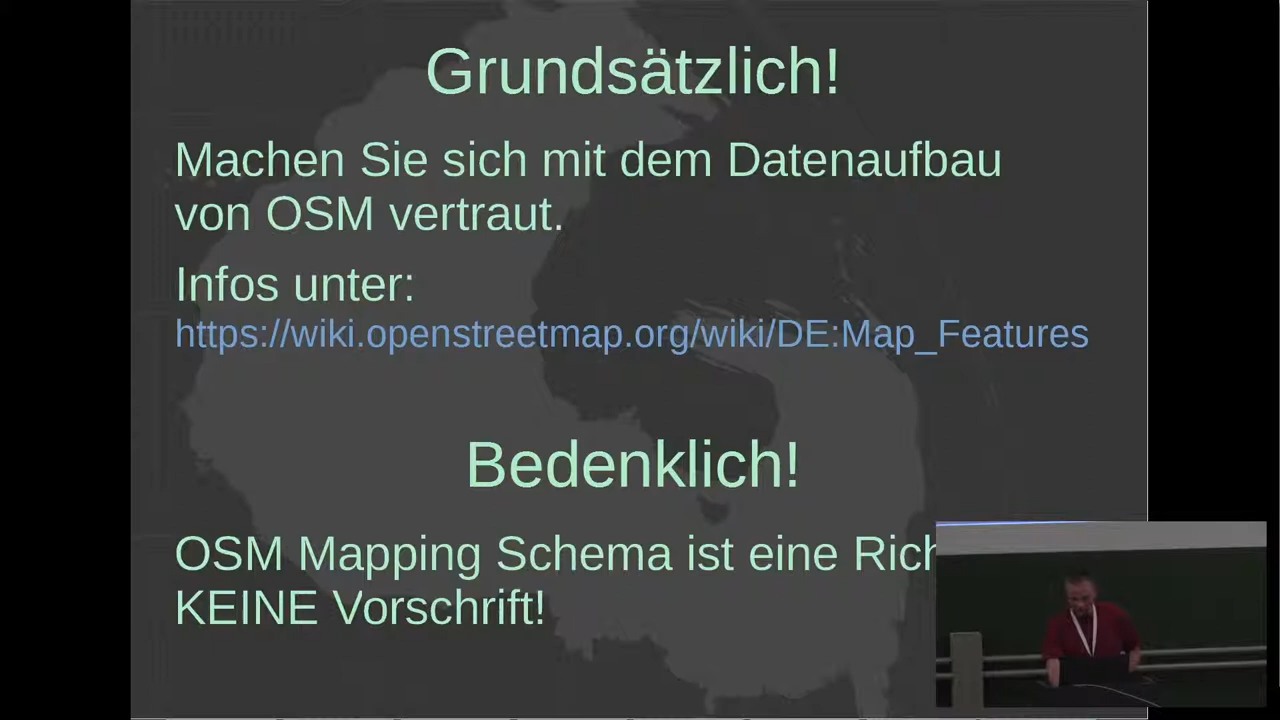 Grundsätzlich!
Machen Sie sich mit dem Datenaufbau
von OSM vertraut.
Infos unter:
https://wiki.openstreetmap.org/wiki/DE:Map_Features
Bedenklich!
OSM Mapping Schema ist eine
KEINE Vorschrift!